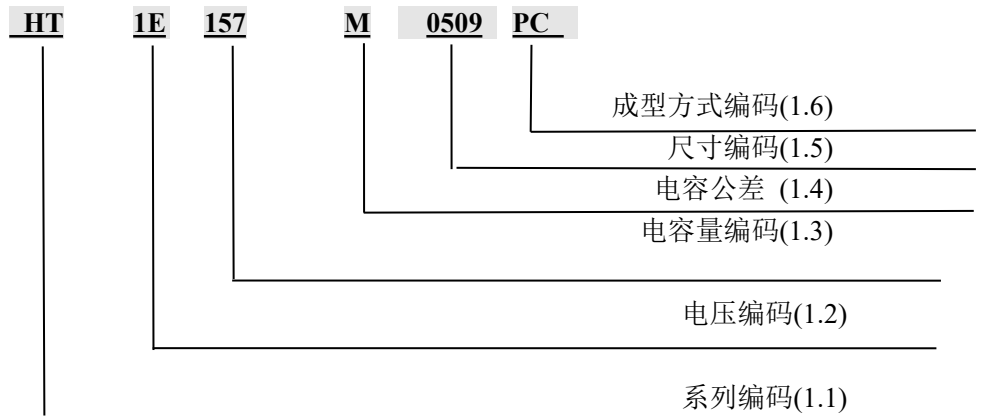 HT 1E 157 M 0509 PC
成型方式编码(1.6)
尺寸编码(1.5)
电容公差 (1.4)
电容量编码(1.3)
电压编码(1.2)
系列编码(1.1)